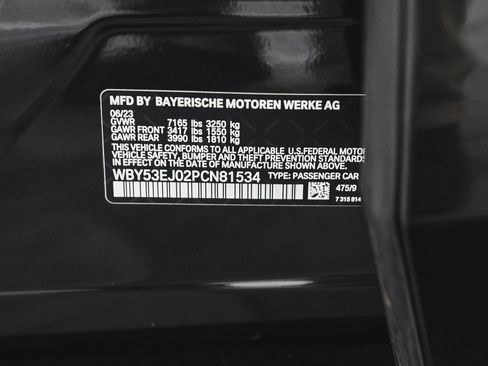 MFD BY BAYERISCHE MOTOREN WERKE AG
06/23
GVWR 7165 lbs 3250 kg
GAWR FRONT 3417 lbs 1550 kg
GAWR REAR 3990 lbs 1810 kg
THIS VEHICLE CONFORMS TO ALL APPLICABLE U.S.FEDERAL MOTOR
VEHICLE SAFETY, BUMPER AND THEFT PREVENTION STANDARDS
IN EFFECT ON THE DATE OF MANUFACTURE SHOWN ABOVE.
WBY53EJ02PCN81534 TYPE: PASSENGER CAR
475/9
7 315 814